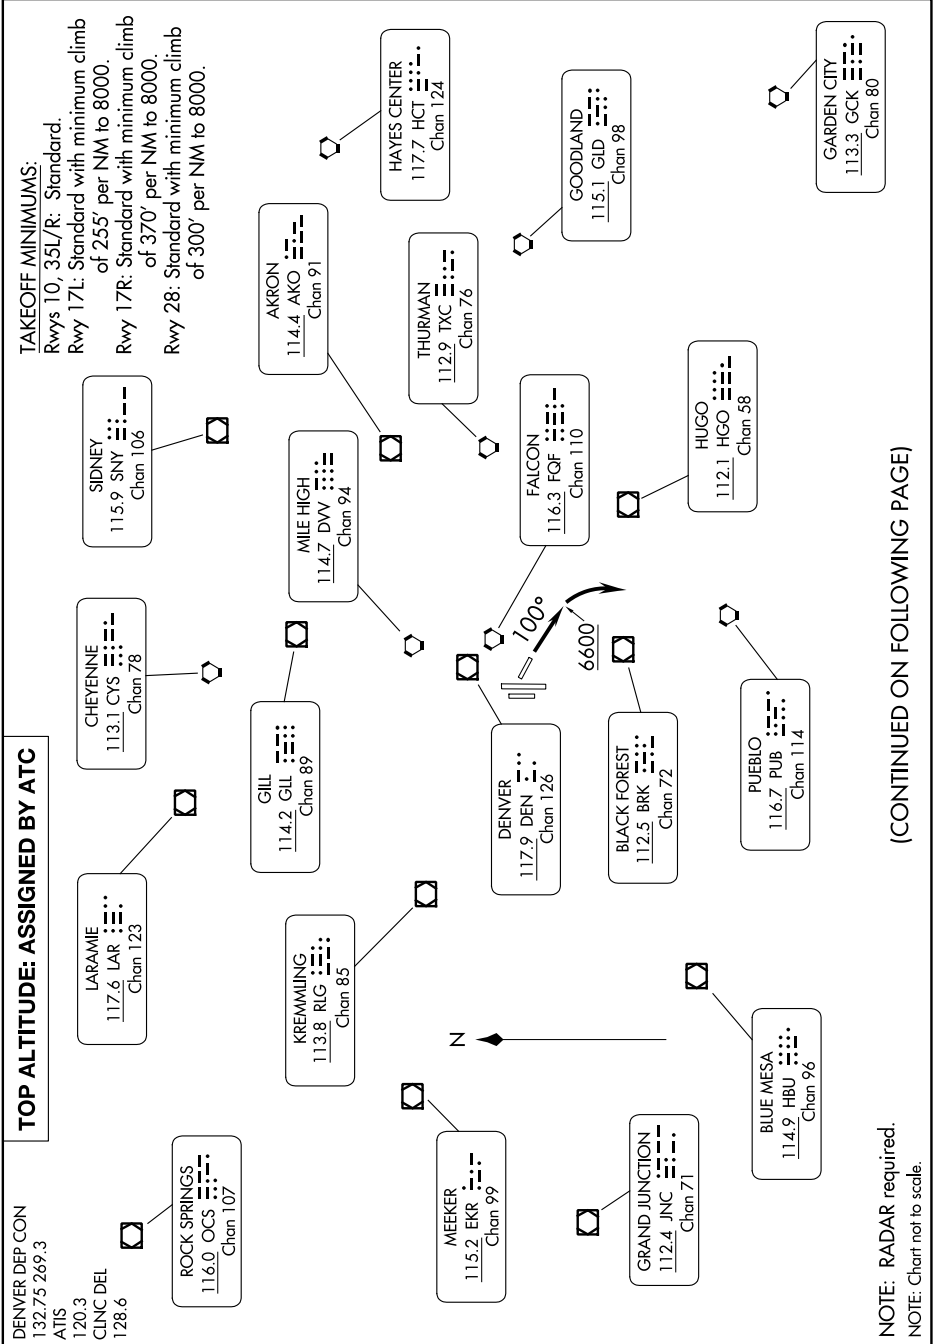 DENVER DEP CON
132.75 269.3
ATIS
120.3
CLNC DEL
128.6
TOP ALTITUDE: ASSIGNED BY ATC
TAKEOFF MINIMUMS:
Rwys 10, 35L/R: Standard.
Rwy 17L: Standard with minimum climb
of 255' per NM to 8000.
Rwy 17R: Standard with minimum climb
of 370' per NM to 8000.
Rwy 28: Standard with minimum climb
of 300' per NM to 8000.
ROCK SPRINGS
116.0 OCS
Chan 107
LARAMIE
117.6 LAR
Chan 123
CHEYENNE
113.1 CYS
Chan 78
SIDNEY
115.9 SNY
Chan 106
GILL
114.2 GLL
Chan 89
MILE HIGH
114.7 DVV
Chan 94
AKRON
114.4 AKO
Chan 91
HAYES CENTER
117.7 HCT
Chan 124
KREMMLING
113.8 RLG
Chan 85
THURMAN
112.9 TXC
Chan 76
MEEKER
115.2 EKR
Chan 99
N
DENVER
117.9 DEN
Chan 126
FALCON
116.3 FQF
Chan 110
GOODLAND
115.1 GLD
Chan 98
100°
6600
GRAND JUNCTION
112.4 JNC
Chan 71
BLACK FOREST
112.5 BRK
Chan 72
HUGO
112.1 HGO
Chan 58
BLUE MESA
114.9 HBU
Chan 96
PUEBLO
116.7 PUB
Chan 114
GARDEN CITY
113.3 GCK
Chan 80
NOTE: RADAR required.
NOTE: Chart not to scale.
(CONTINUED ON FOLLOWING PAGE)